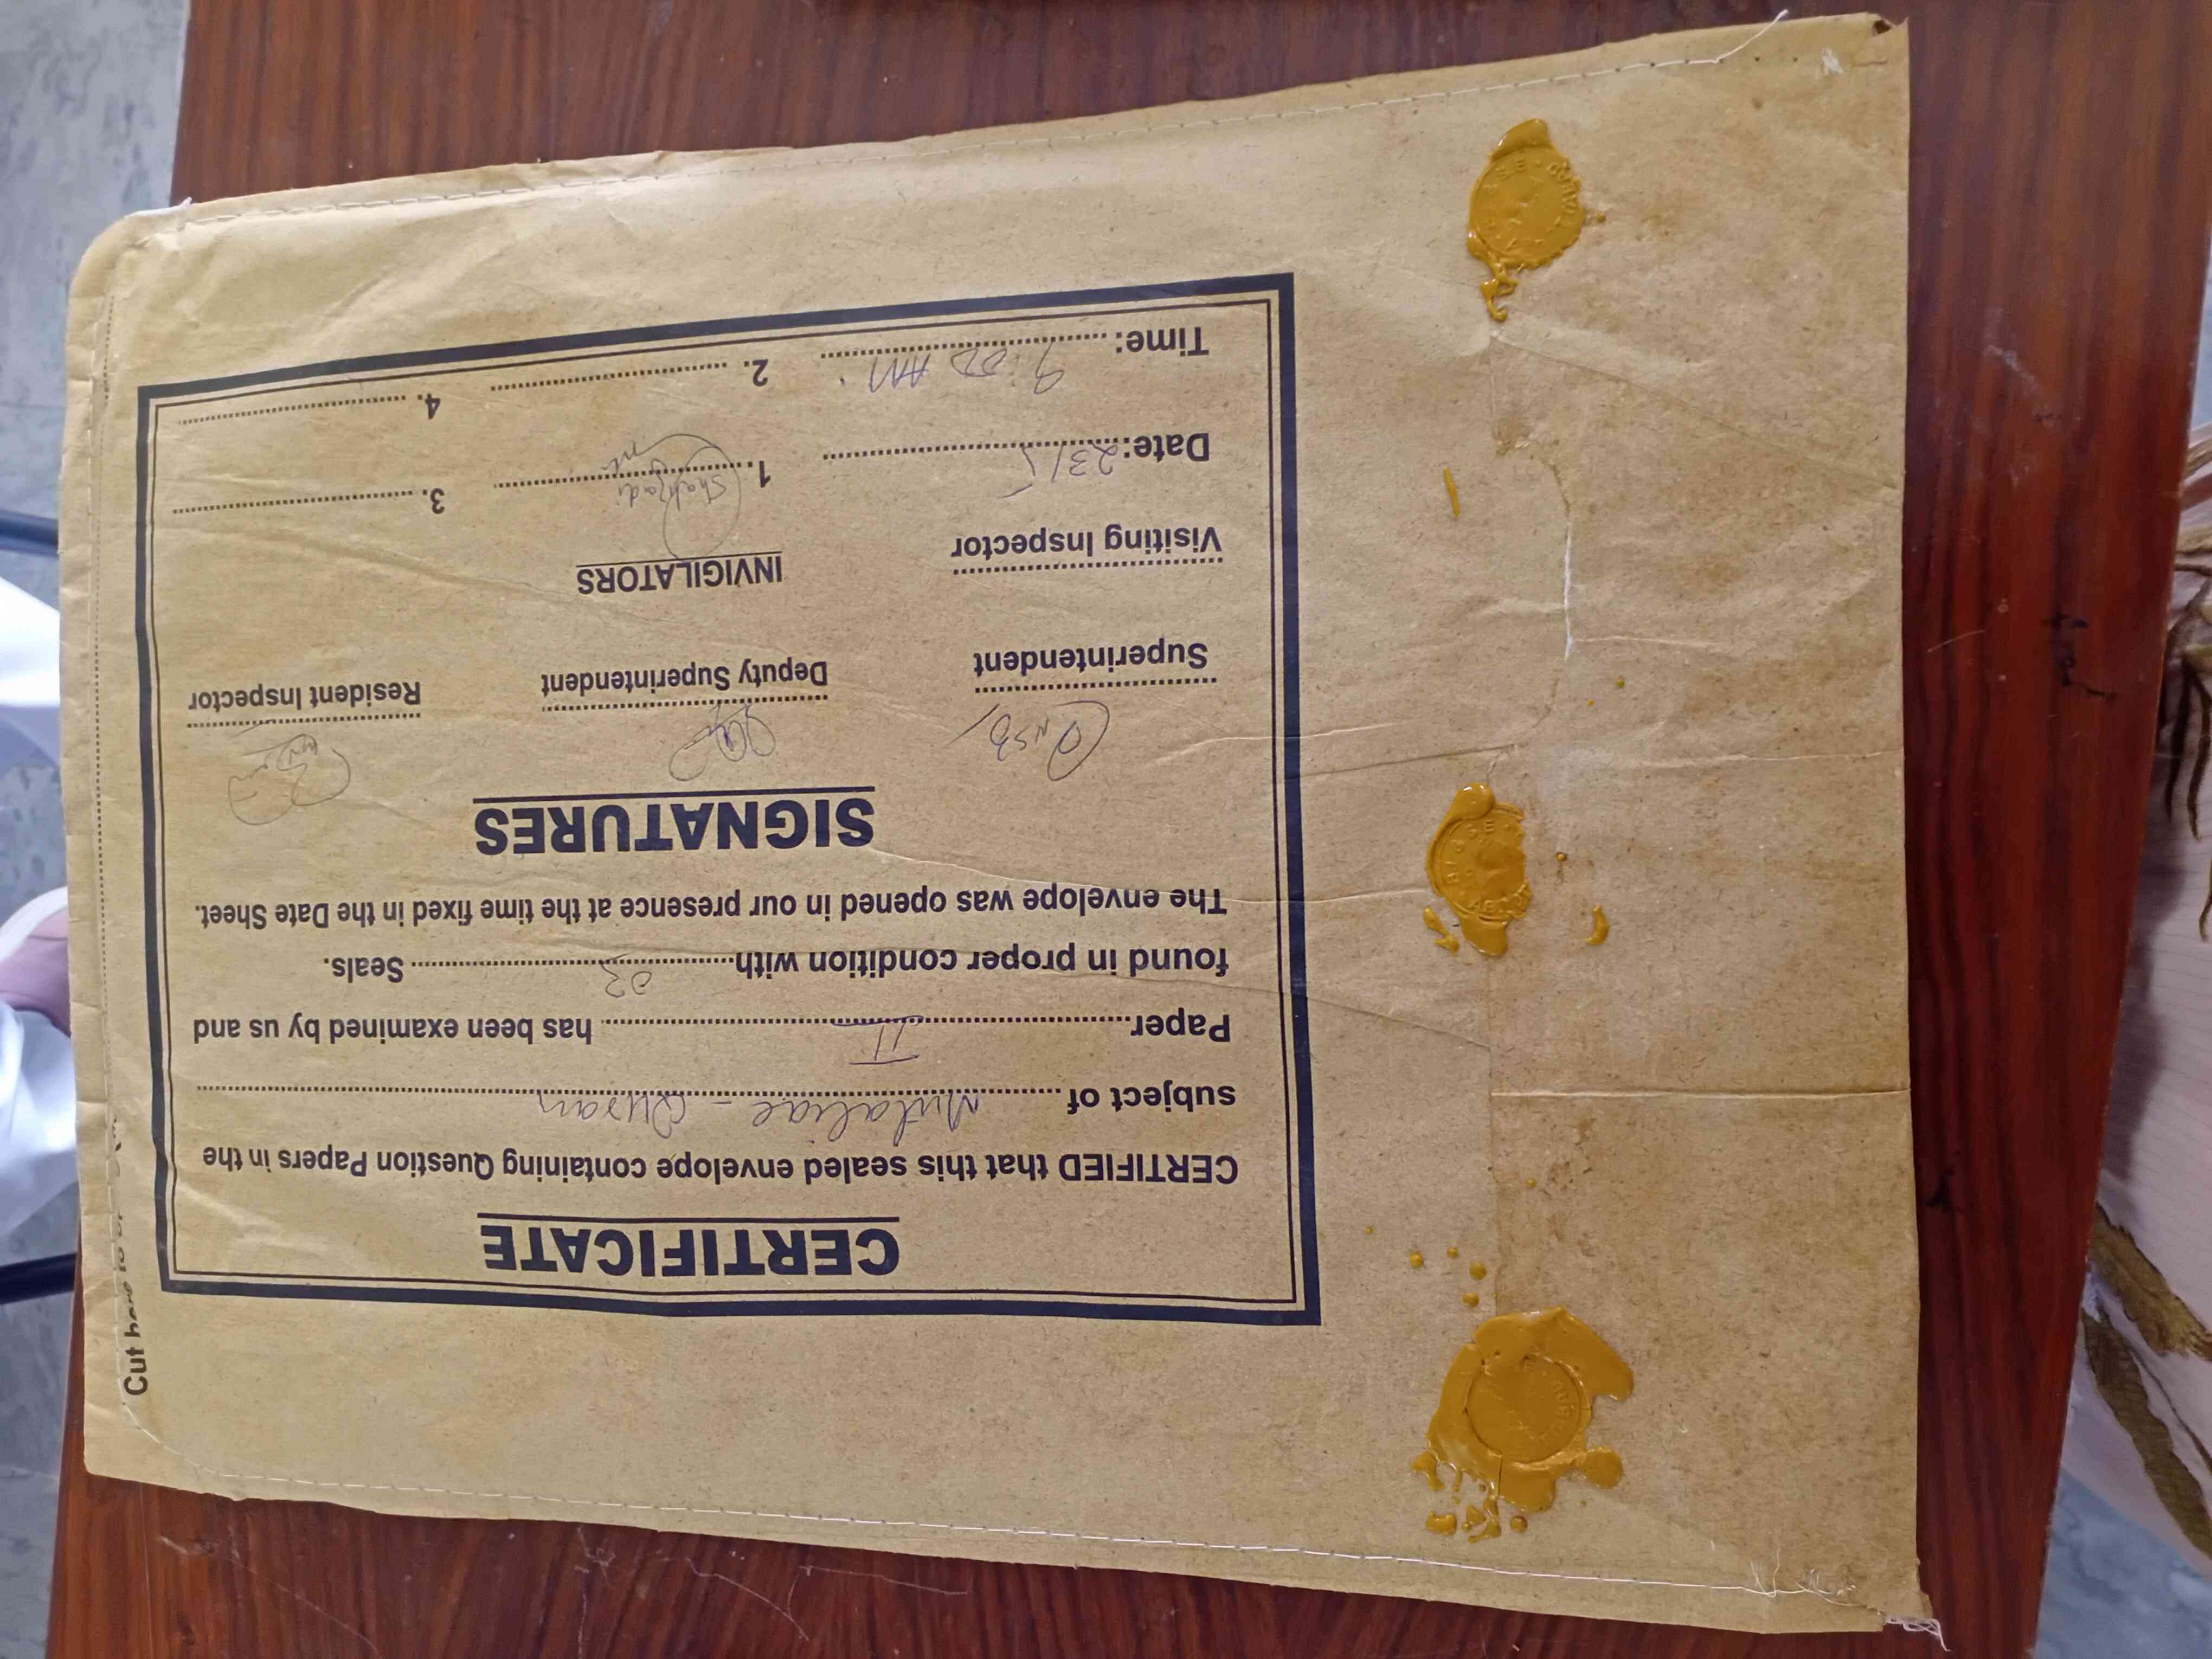 CERTIFICATE
CERTIFIED that this sealed envelope containing Question Papers in the
subject of Mutaliae - Quran
Paper II has been examined by us and
found in proper condition with 03 Seals.
The envelope was opened in our presence at the time fixed in the Date Sheet.
SIGNATURES
Superintendent Deputy Superintendent Resident Inspector
Visiting Inspector INVIGILATORS
Date: 23/5 1. Shahzadi 3.
Time: 9:00 AM 2. 4.
Cut here to